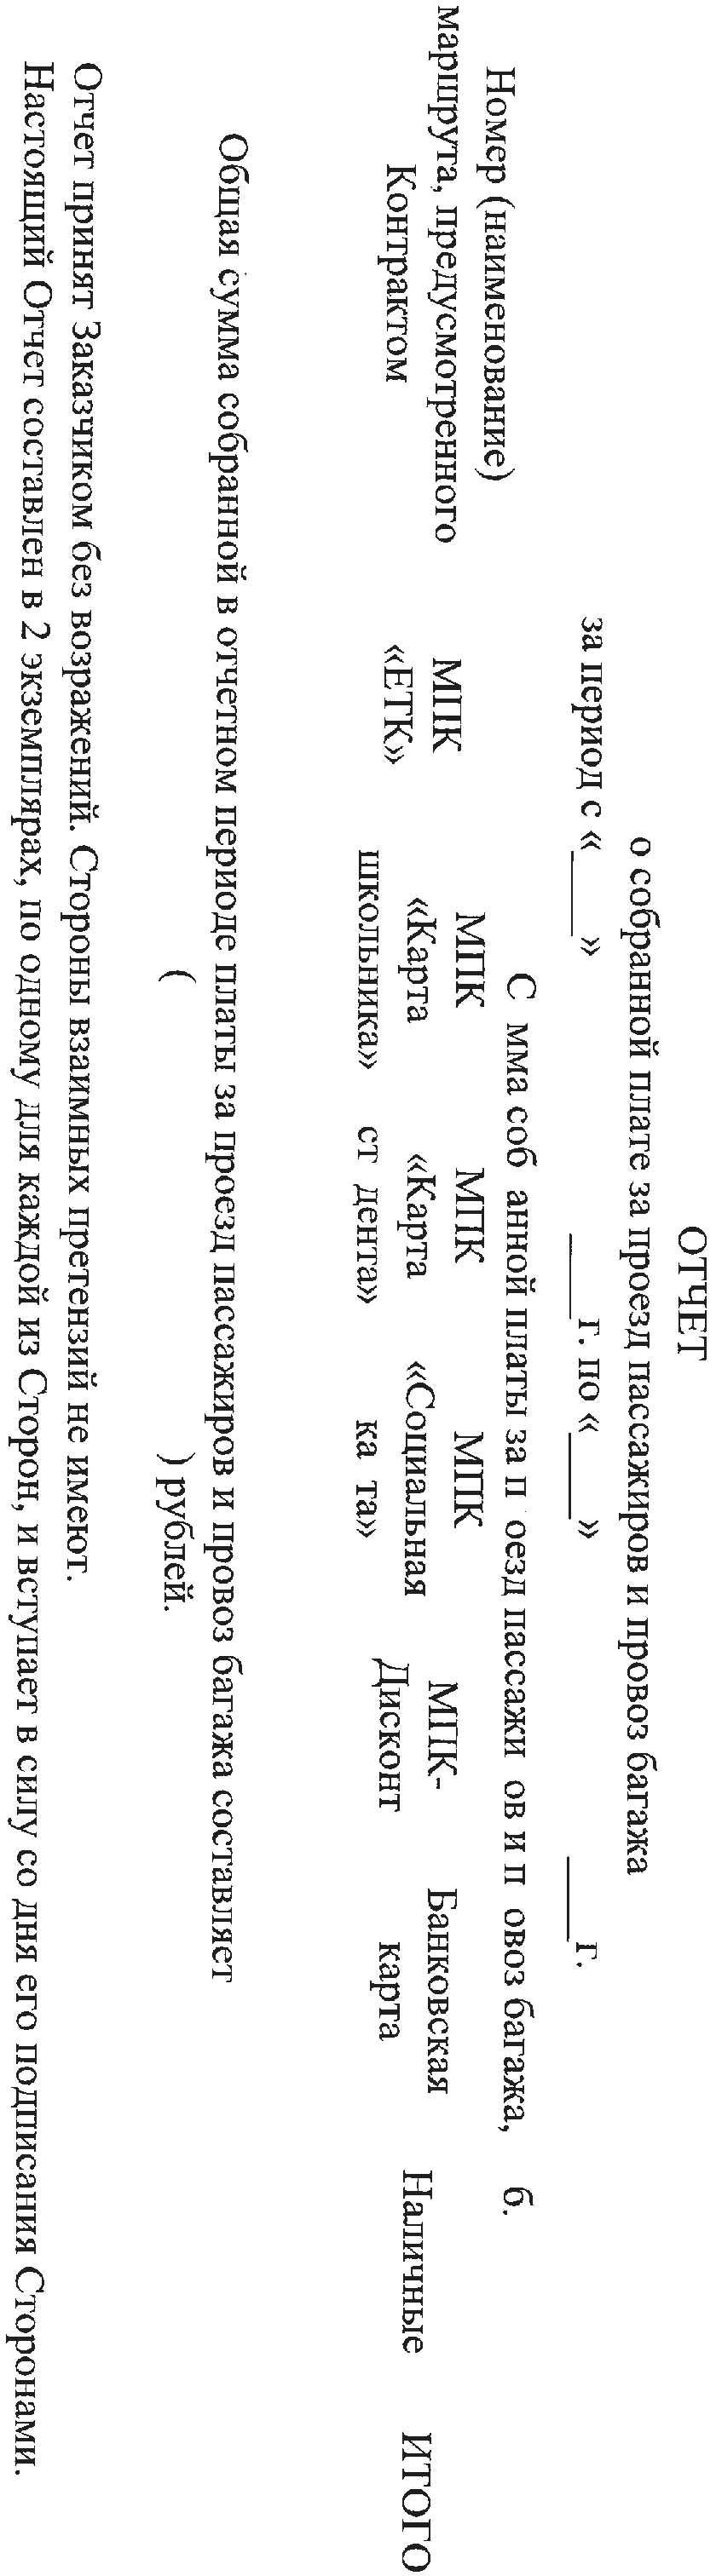 ОТЧЕТ
о собранной плате за проезд пассажиров и провоз багажа
за период с «____» ____ г. по «____» ____ г.
Номер (наименование)
маршрута, предусмотренного
Контрактом
С мма соб анной платы за п оезд пассажи ов и п овоз багажа, б.
МПК
«ЕТК»
МПК
«Карта
школьника»
МПК
«Карта
ст дента»
МПК
«Социальная
ка та»
МПК-
Дисконт
Банковская
карта
Наличные
ИТОГО
Общая сумма собранной в отчетном периоде платы за проезд пассажиров и провоз багажа составляет
( ) рублей.
Отчет принят Заказчиком без возражений. Стороны взаимных претензий не имеют.
Настоящий Отчет составлен в 2 экземплярах, по одному для каждой из Сторон, и вступает в силу со дня его подписания Сторонами.